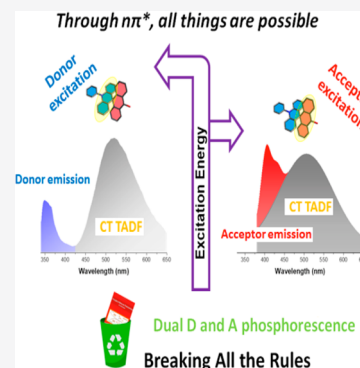 Through nπ*, all things are possible
Donor
excitation
Accept
excitation
Excitation Energy
Donor emission
CT TADF
CT TADF
Acceptor emission
350 400 450 500 550 600 650
Wavelength (nm)
350 400 450 500 550 600
Wavelength (nm)
Dual D and A phosphorescence
Breaking All the Rules